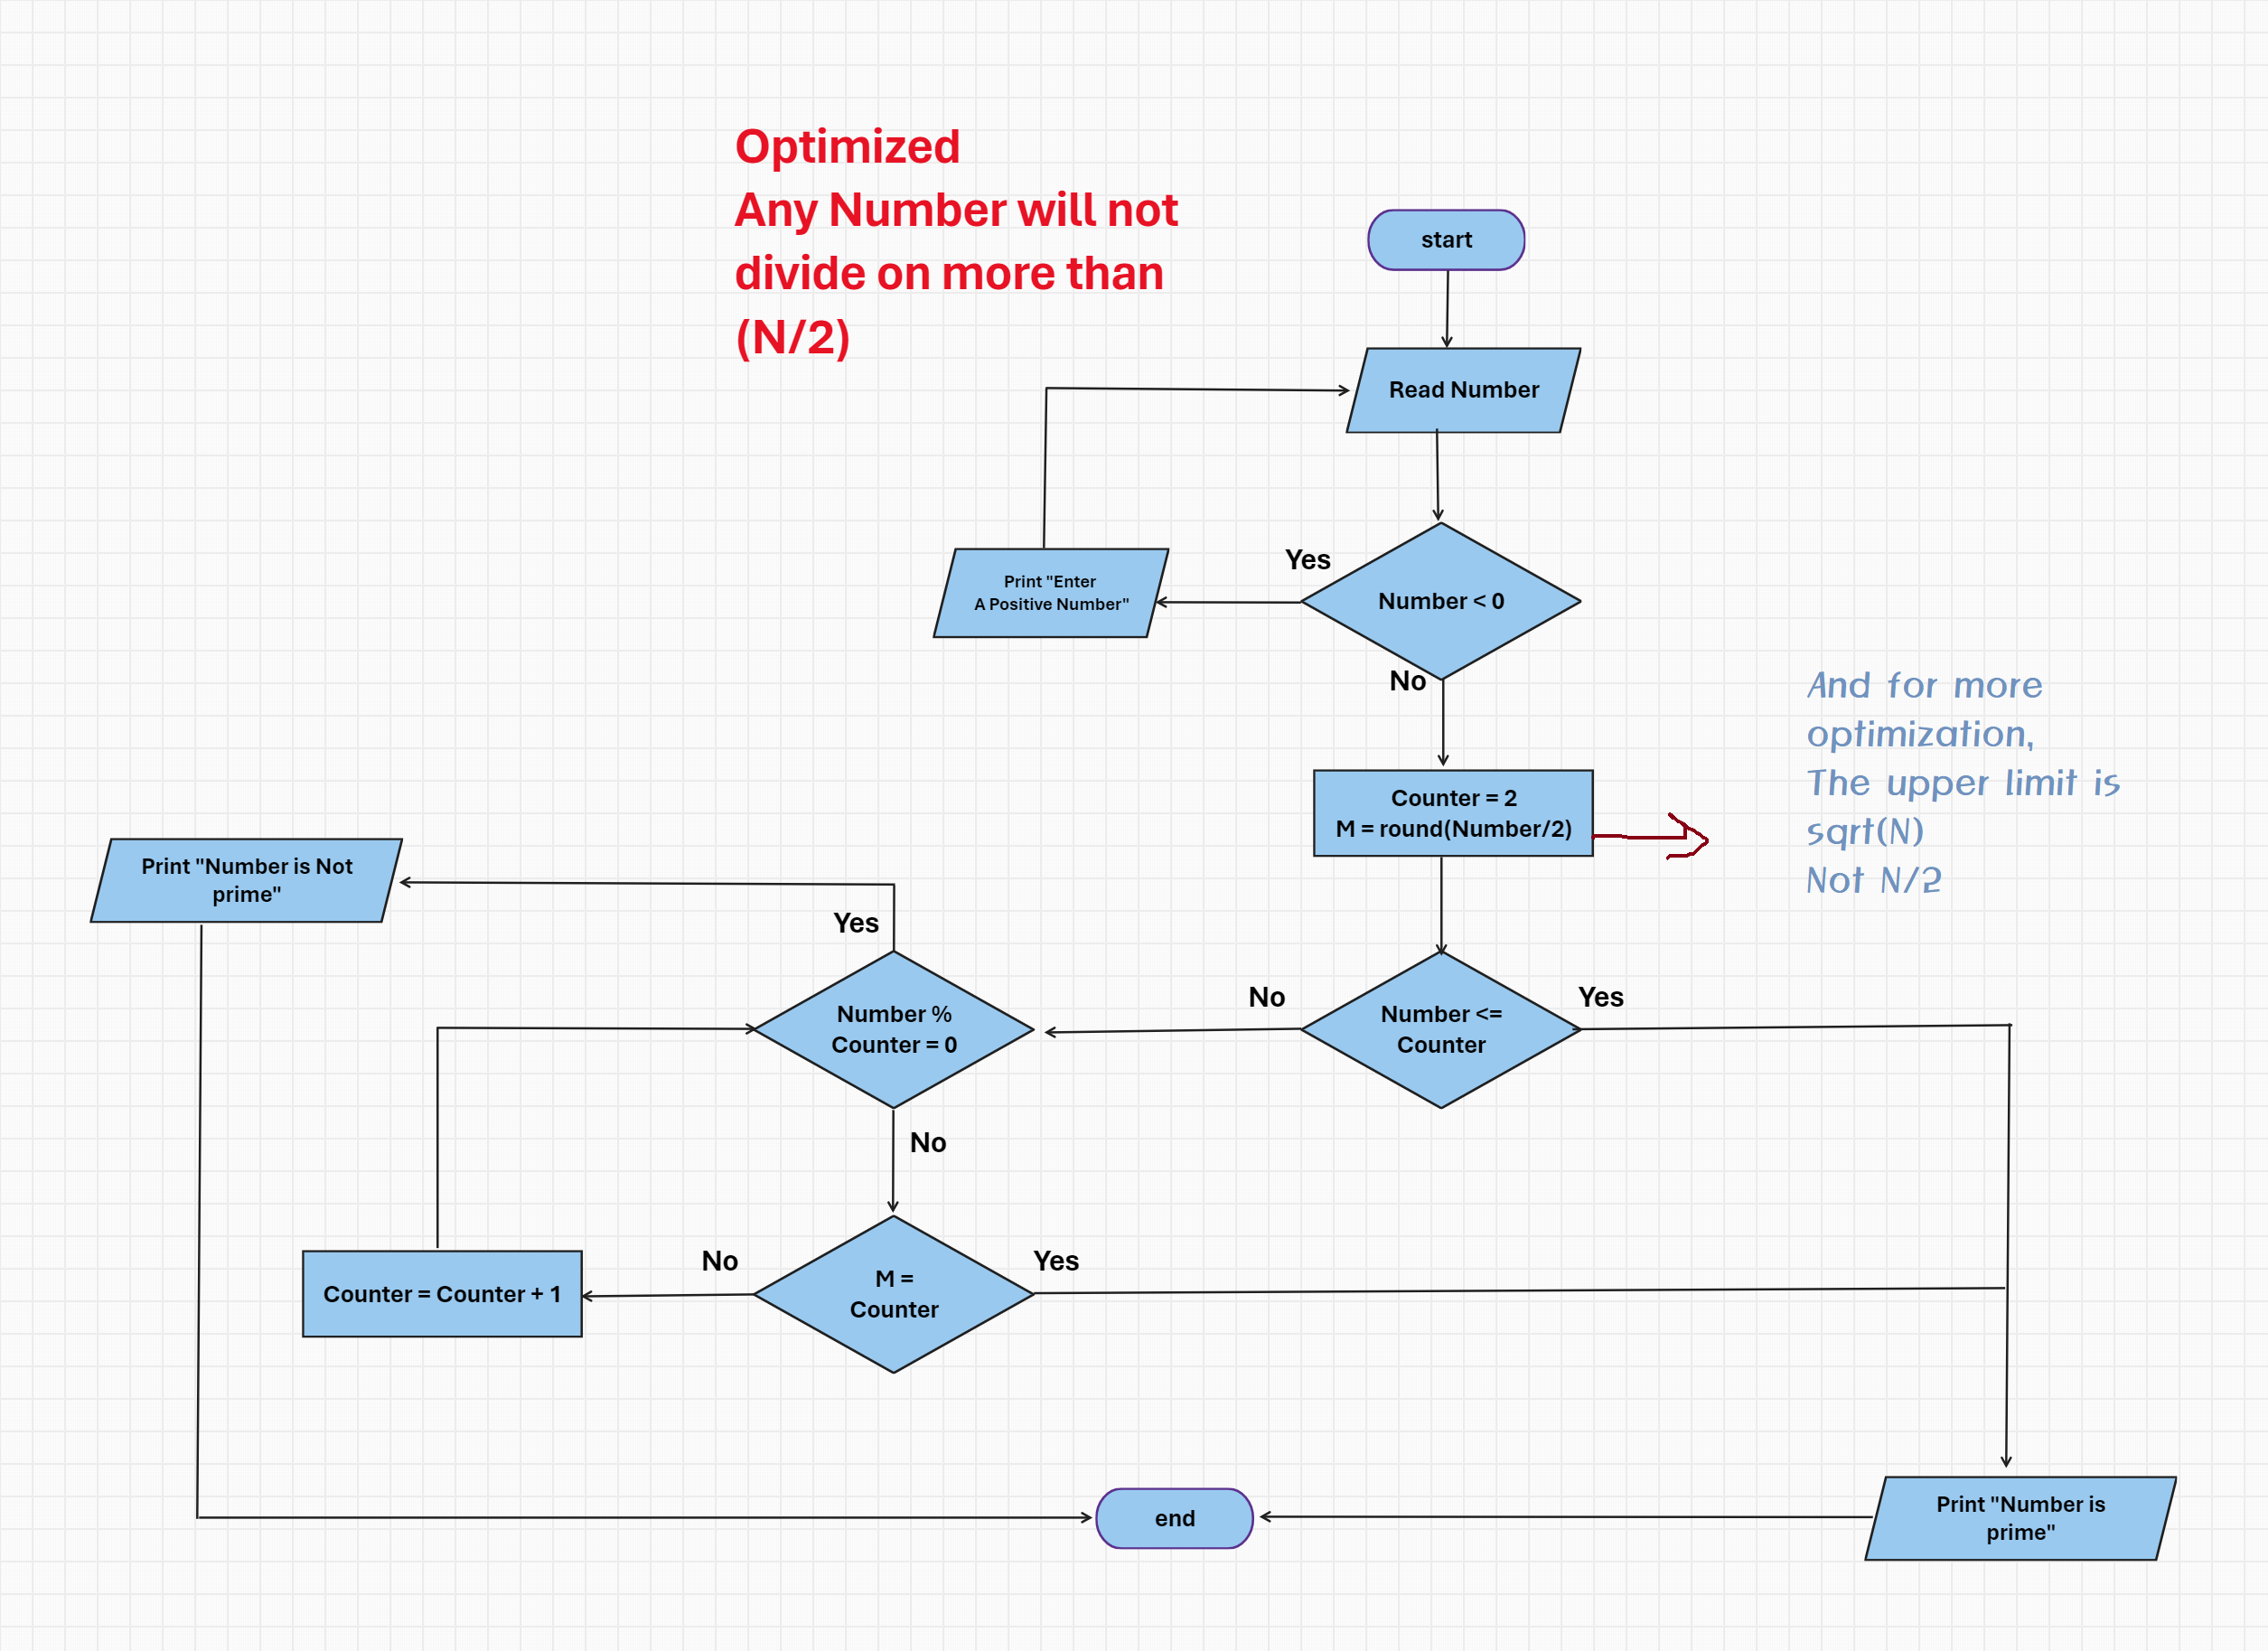 Optimized
Any Number will not
divide on more than
(N/2)
start
Read Number
Yes
Number < 0
Print "Enter
A Positive Number"
No
And for more
optimization,
The upper limit is
sqrt(N)
Not N/2
Counter = 2
M = round(Number/2)
Print "Number is Not
prime"
Yes
No
Yes
Number %
Counter = 0
Number <=
Counter
No
No
Yes
Counter = Counter + 1
M =
Counter
end
Print "Number is
prime"